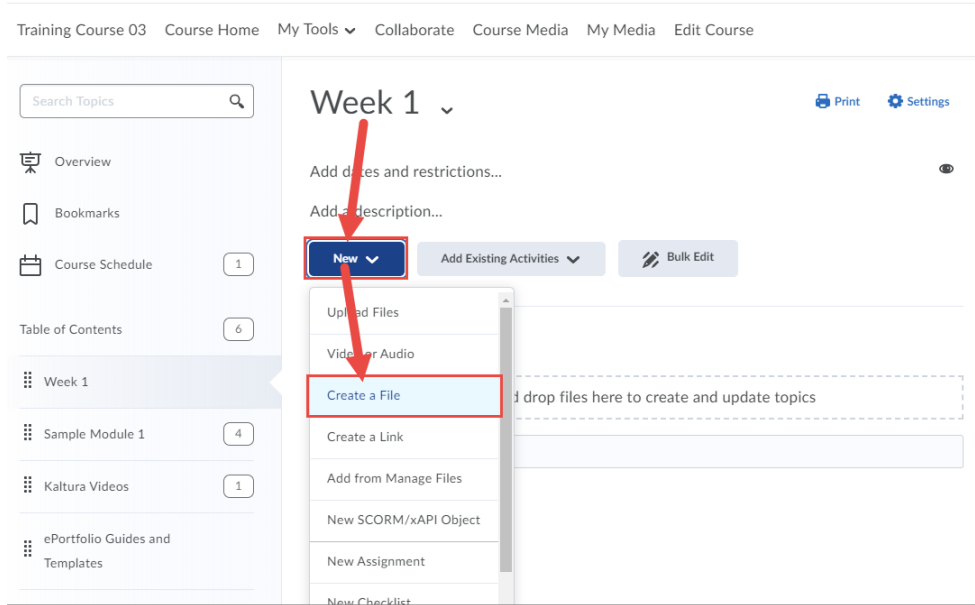 Training Course 03 Course Home My Tools Collaborate Course Media My Media Edit Course
Search Topics
Overview
Bookmarks
Course Schedule 1
Table of Contents 6
Week 1
Sample Module 1 4
Kaltura Videos 1
ePortfolio Guides and
Templates
Week 1
Print Settings
Add dates and restrictions...
Add a description...
New Add Existing Activities Bulk Edit
Upload Files
Video or Audio
Create a File
Create a Link
Add from Manage Files
New SCORM/xAPI Object
New Assignment
New Checklist
drop files here to create and update topics